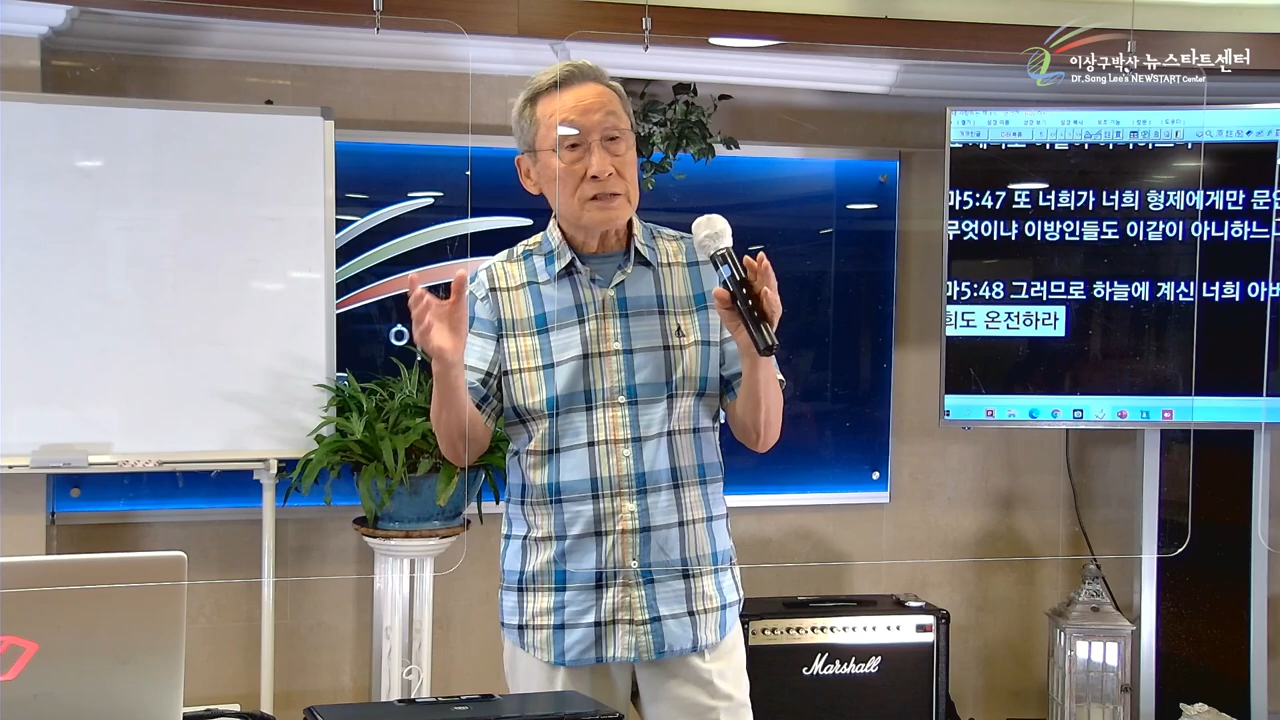 이상구박사 뉴스타트센터
Dr. Sang Lee's NEWSTART Center
마5:47 또 너희가 너희 형제에게만 문안
무엇이냐 이방인들도 이같이 아니하느냐
마5:48 그러므로 하늘에 계신 너희 아버
희도 온전하라
Marshall